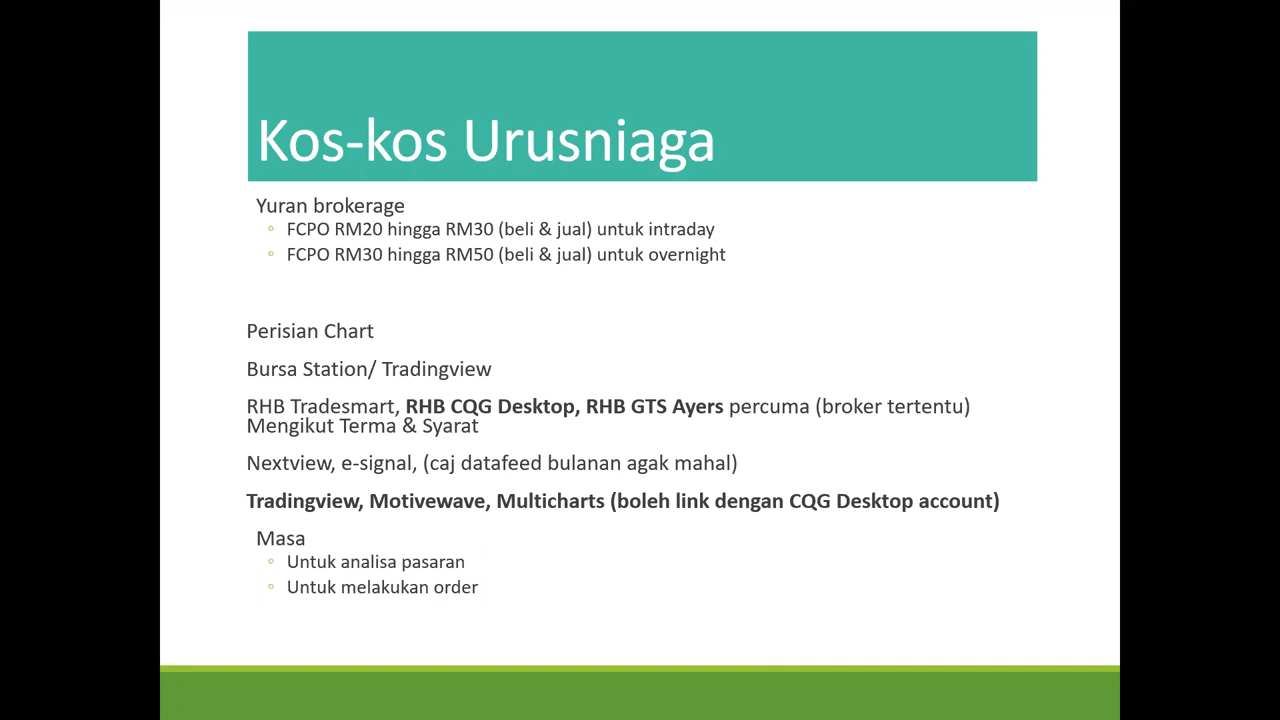 Kos-kos Urusniaga
Yuran brokerage
◦ FCPO RM20 hingga RM30 (beli & jual) untuk intraday
◦ FCPO RM30 hingga RM50 (beli & jual) untuk overnight
Perisian Chart
Bursa Station/ Tradingview
RHB Tradesmart, RHB CQG Desktop, RHB GTS Ayers percuma (broker tertentu)
Mengikut Terma & Syarat
Nextview, e-signal, (caj datafeed bulanan agak mahal)
Tradingview, Motivewave, Multicharts (boleh link dengan CQG Desktop account)
Masa
◦ Untuk analisa pasaran
◦ Untuk melakukan order